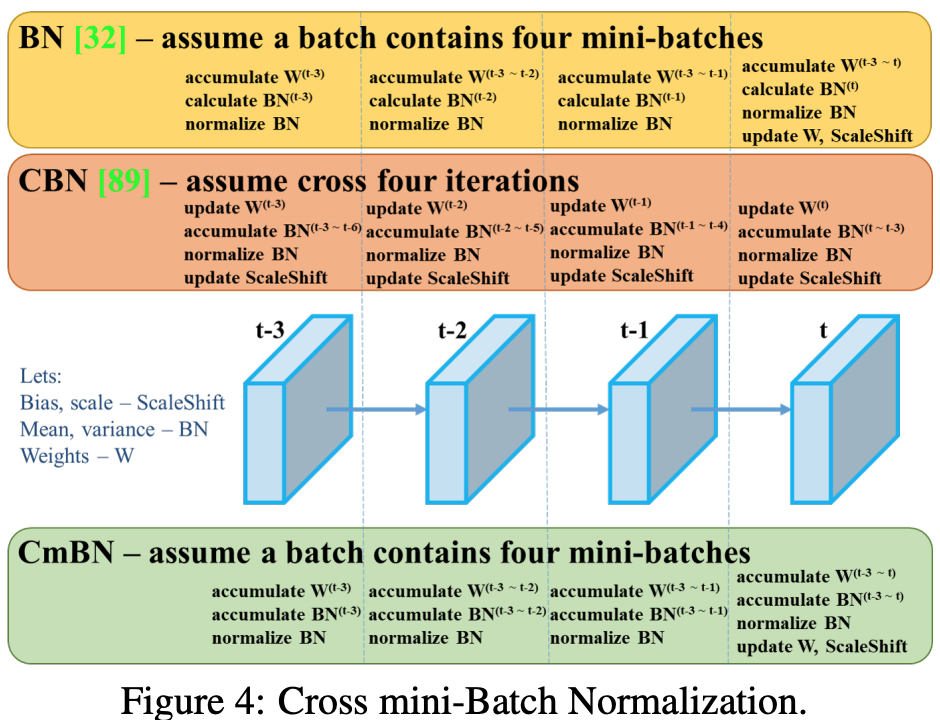 BN [32] – assume a batch contains four mini-batches
accumulate W(t-3)
calculate BN(t-3)
normalize BN
accumulate W(t-3 ~ t-2)
calculate BN(t-2)
normalize BN
accumulate W(t-3 ~ t-1)
calculate BN(t-1)
normalize BN
accumulate W(t-3 ~ t)
calculate BN(t)
normalize BN
update W, ScaleShift
CBN [89] – assume cross four iterations
update W(t-3)
accumulate BN(t-3 ~ t-6)
normalize BN
update ScaleShift
update W(t-2)
accumulate BN(t-2 ~ t-5)
normalize BN
update ScaleShift
update W(t-1)
accumulate BN(t-1 ~ t-4)
normalize BN
update ScaleShift
update W(t)
accumulate BN(t ~ t-3)
normalize BN
update ScaleShift
t-3
t-2
t-1
t
Lets:
Bias, scale – ScaleShift
Mean, variance – BN
Weights – W
CmBN – assume a batch contains four mini-batches
accumulate W(t-3)
accumulate BN(t-3)
normalize BN
accumulate W(t-3 ~ t-2)
accumulate BN(t-3 ~ t-2)
normalize BN
accumulate W(t-3 ~ t-1)
accumulate BN(t-3 ~ t-1)
normalize BN
accumulate W(t-3 ~ t)
accumulate BN(t-3 ~ t)
normalize BN
update W, ScaleShift
Figure 4: Cross mini-Batch Normalization.